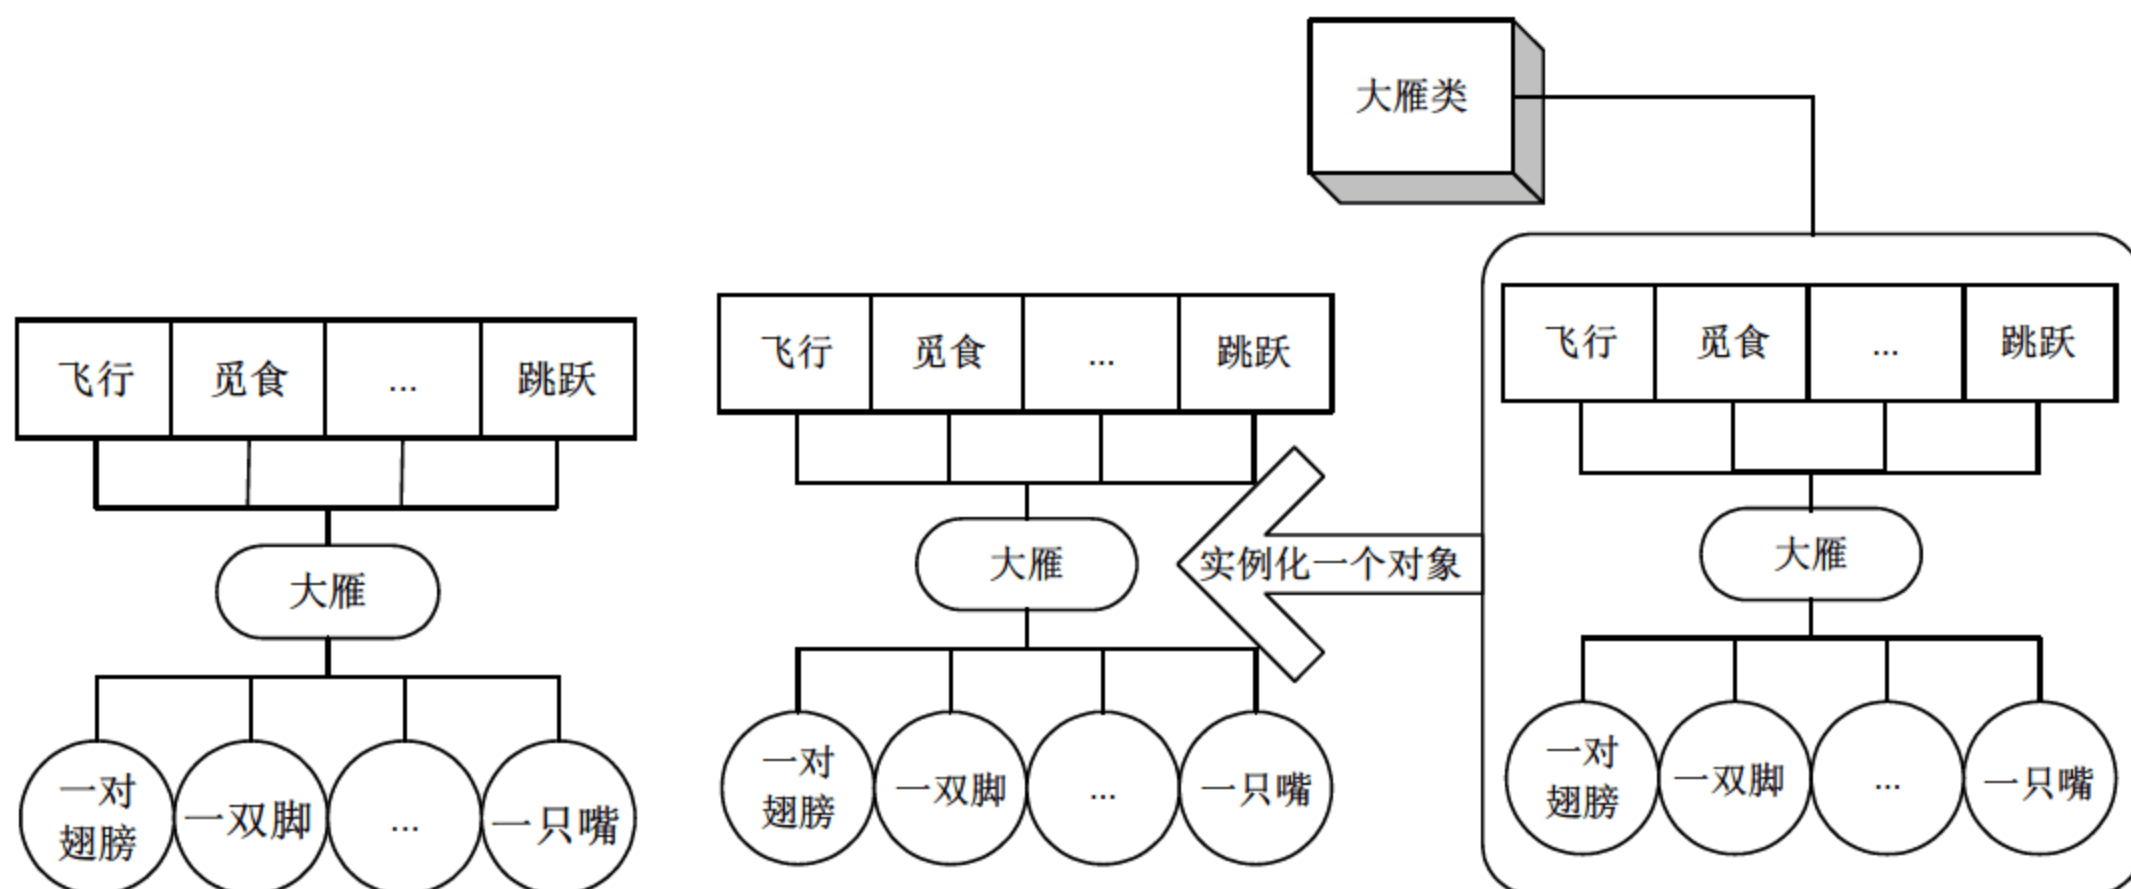 大雁类
飞行 觅食 ... 跳跃
大雁
一对
翅膀
一双脚
...
一只嘴
飞行 觅食 ... 跳跃
大雁
一对
翅膀
一双脚
...
一只嘴
实例化一个对象
飞行 觅食 ... 跳跃
大雁
一对
翅膀
一双脚
...
一只嘴